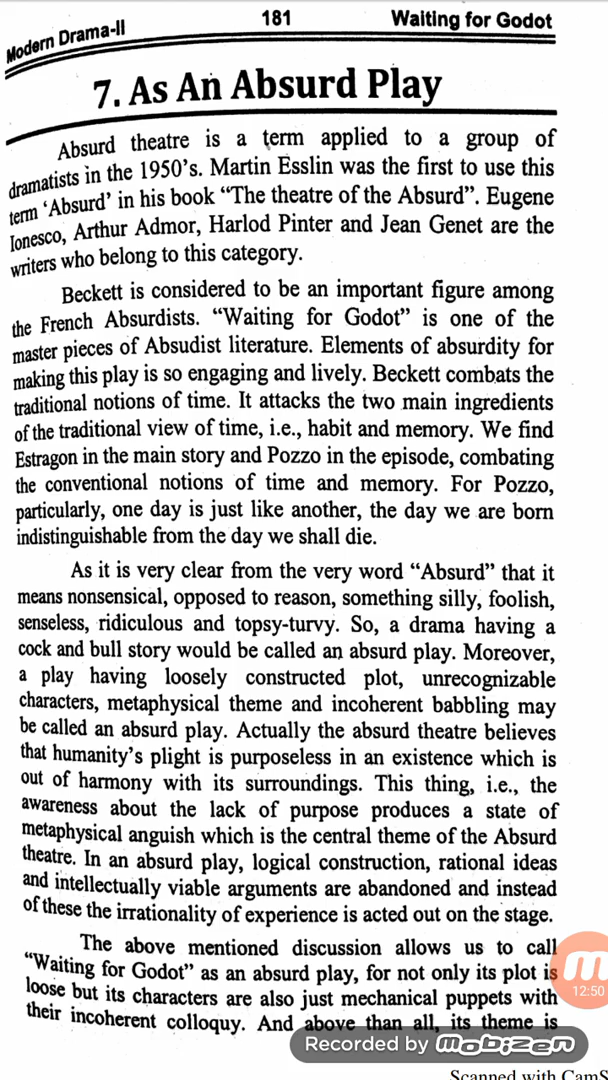 Modern Drama-II 181 Waiting for Godot
7. As An Absurd Play
Absurd theatre is a term applied to a group of
dramatists in the 1950's. Martin Esslin was the first to use this
term 'Absurd' in his book "The theatre of the Absurd". Eugene
Ionesco, Arthur Admor, Harlod Pinter and Jean Genet are the
writers who belong to this category.
Beckett is considered to be an important figure among
the French Absurdists. "Waiting for Godot" is one of the
master pieces of Absudist literature. Elements of absurdity for
making this play is so engaging and lively. Beckett combats the
traditional notions of time. It attacks the two main ingredients
of the traditional view of time, i.e., habit and memory. We find
Estragon in the main story and Pozzo in the episode, combating
the conventional notions of time and memory. For Pozzo,
particularly, one day is just like another, the day we are born
indistinguishable from the day we shall die.
As it is very clear from the very word "Absurd" that it
means nonsensical, opposed to reason, something silly, foolish,
senseless, ridiculous and topsy-turvy. So, a drama having a
cock and bull story would be called an absurd play. Moreover,
a play having loosely constructed plot, unrecognizable
characters, metaphysical theme and incoherent babbling may
be called an absurd play. Actually the absurd theatre believes
that humanity's plight is purposeless in an existence which is
out of harmony with its surroundings. This thing, i.e., the
awareness about the lack of purpose produces a state of
metaphysical anguish which is the central theme of the Absurd
theatre. In an absurd play, logical construction, rational ideas
and intellectually viable arguments are abandoned and instead
of these the irrationality of experience is acted out on the stage.
The above mentioned discussion allows us to call
"Waiting for Godot" as an absurd play, for not only its plot is
loose but its characters are also just mechanical puppets with
their incoherent colloquy. And above than all, its theme is
12:50
Recorded by mobizen
Scanned with CamS